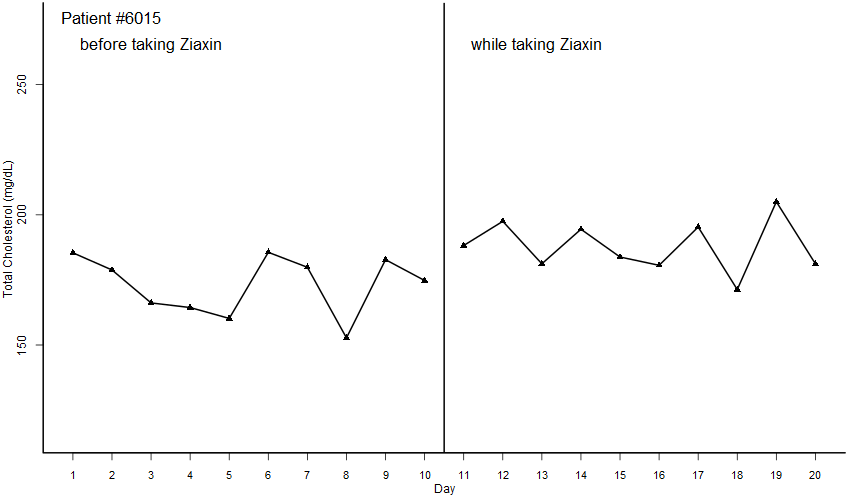 Patient #6015
before taking Ziaxin
while taking Ziaxin
250
200
150
Total Cholesterol (mg/dL)
1 2 3 4 5 6 7 8 9 10 11 12 13 14 15 16 17 18 19 20
Day